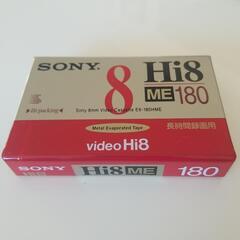 SONY
8
Hi8
ME 180
Sony 8mm Video Cassette E6-180HME
Metal Evaporated Tape
長時間録画用
video Hi8
Hi8 ME 180